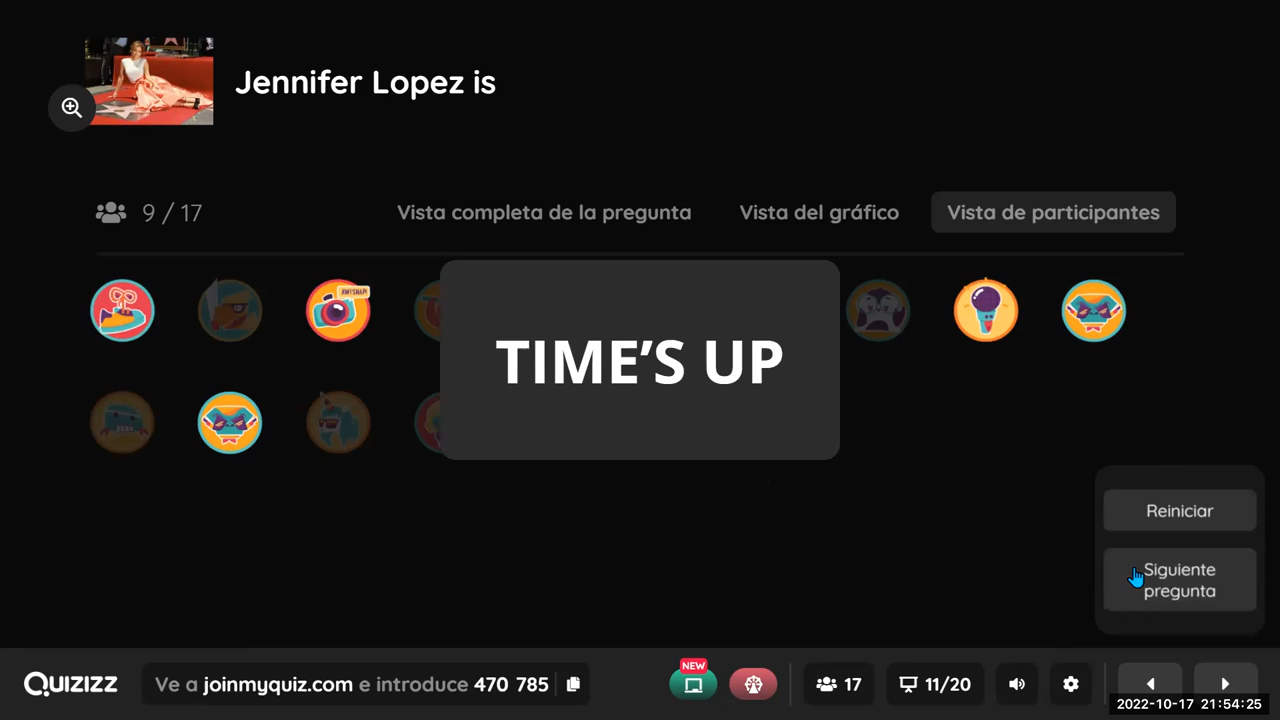 Jennifer Lopez is
9 / 17
Vista completa de la pregunta
Vista del gráfico
Vista de participantes
AW! SNAP!
TIME'S UP
Reiniciar
Siguiente
pregunta
QUIZIZZ
Ve a joinmyquiz.com e introduce 470 785
NEW
17
11/20
2022-10-17 21:54:25